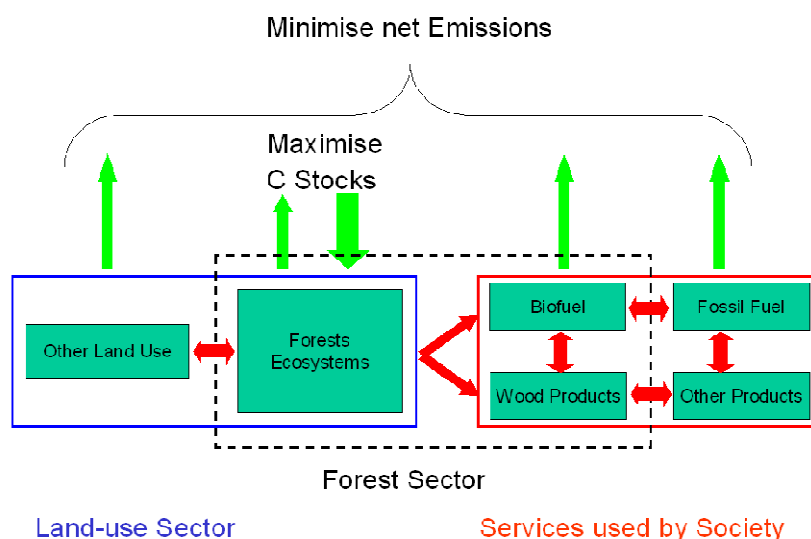 Minimise net Emissions
Maximise
C Stocks
Other Land Use
Forests
Ecosystems
Biofuel
Fossil Fuel
Wood Products
Other Products
Forest Sector
Land-use Sector
Services used by Society